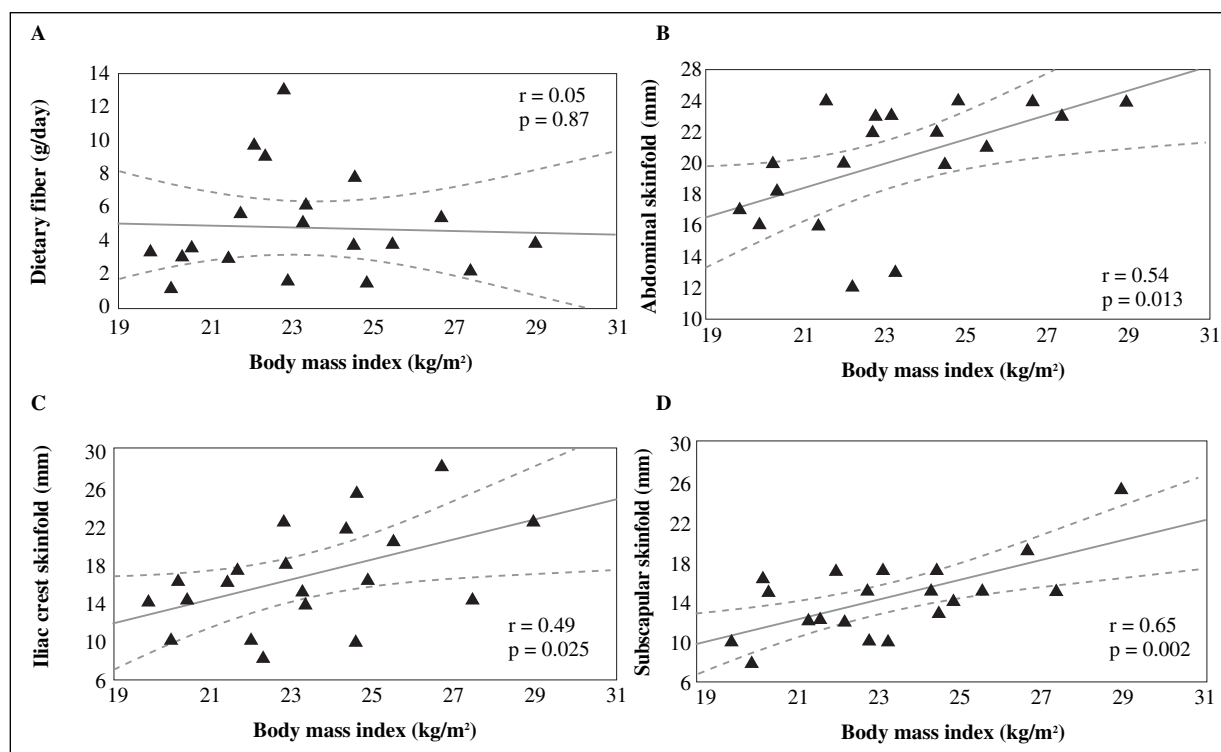 A
Dietary fiber (g/day)
14
12
10
8
6
4
2
0
r = 0.05
p = 0.87
19 21 23 25 27 29 31
Body mass index (kg/m²)
B
Abdominal skinfold (mm)
28
24
20
16
12
10
r = 0.54
p = 0.013
19 21 23 25 27 29 31
Body mass index (kg/m²)
C
Iliac crest skinfold (mm)
30
26
22
18
14
10
6
r = 0.49
p = 0.025
19 21 23 25 27 29 31
Body mass index (kg/m²)
D
Subscapular skinfold (mm)
30
26
22
18
14
10
6
r = 0.65
p = 0.002
19 21 23 25 27 29 31
Body mass index (kg/m²)